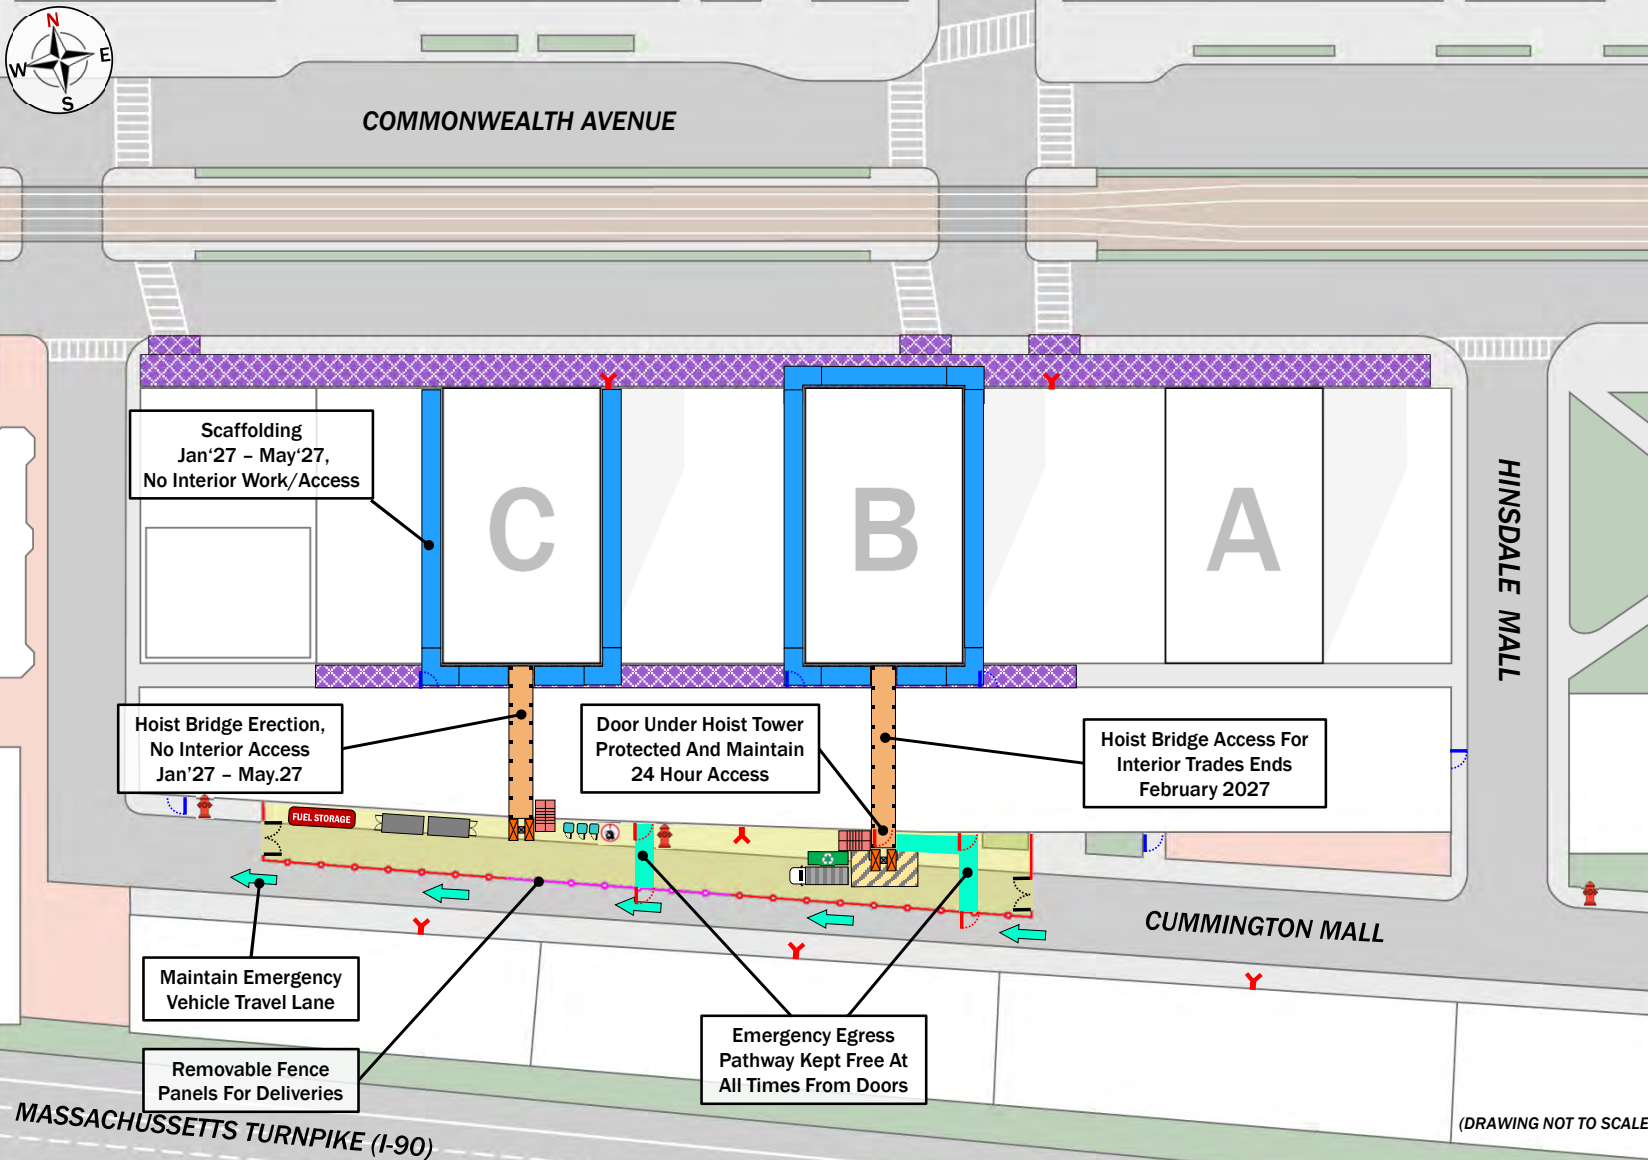 N
W
E
S
COMMONWEALTH AVENUE
Scaffolding
Jan‘27 – May‘27,
No Interior Work/Access
C
B
A
HINSDALE MALL
Hoist Bridge Erection,
No Interior Access
Jan’27 – May.27
Door Under Hoist Tower
Protected And Maintain
24 Hour Access
Hoist Bridge Access For
Interior Trades Ends
February 2027
FUEL STORAGE
CUMMINGTON MALL
Maintain Emergency
Vehicle Travel Lane
Removable Fence
Panels For Deliveries
Emergency Egress
Pathway Kept Free At
All Times From Doors
MASSACHUSSETTS TURNPIKE (I-90)
(DRAWING NOT TO SCALE